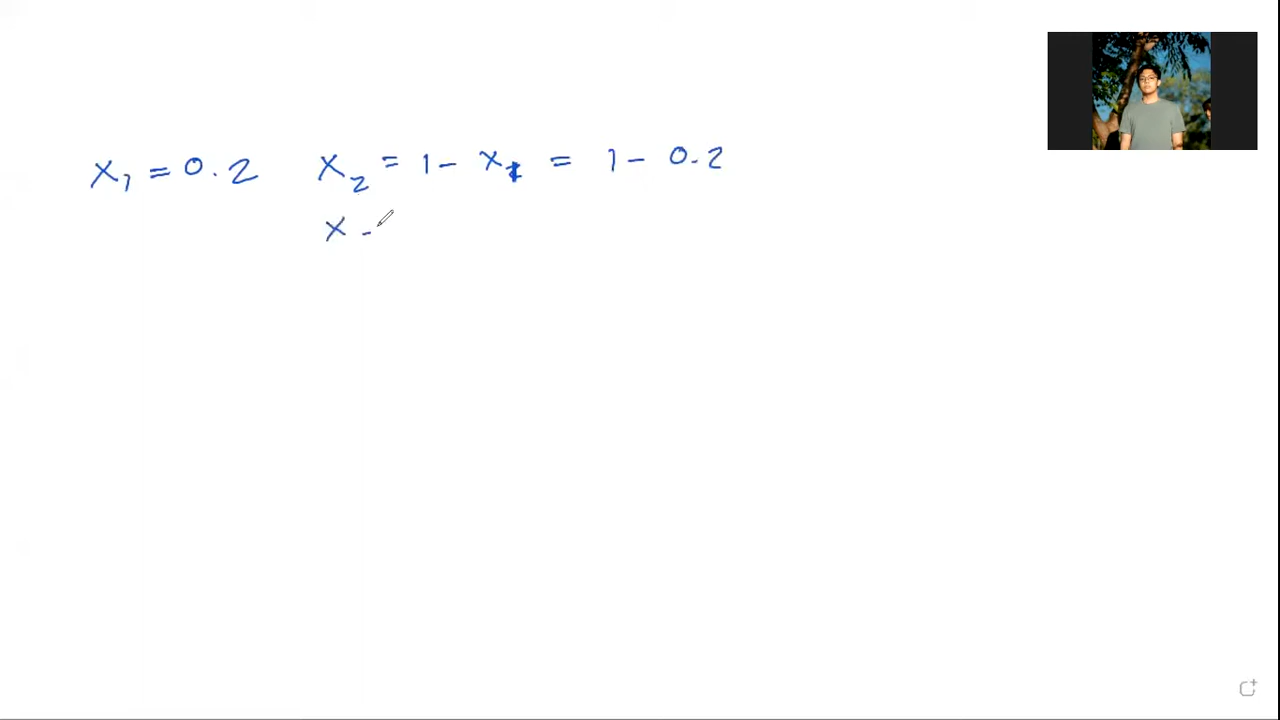 x₁ = 0.2 x₂ = 1 - x₁ = 1 - 0.2
x -